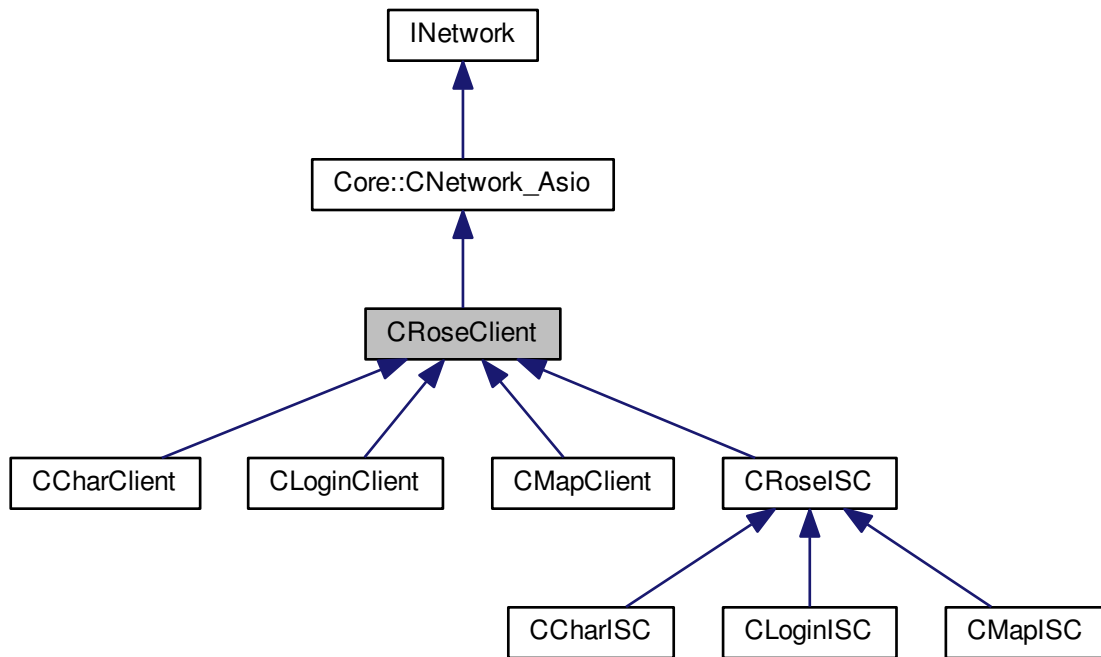 INetwork
Core::CNetwork_Asio
CRoseClient
CCharClient
CLoginClient
CMapClient
CRoseISC
CCharISC
CLoginISC
CMapISC